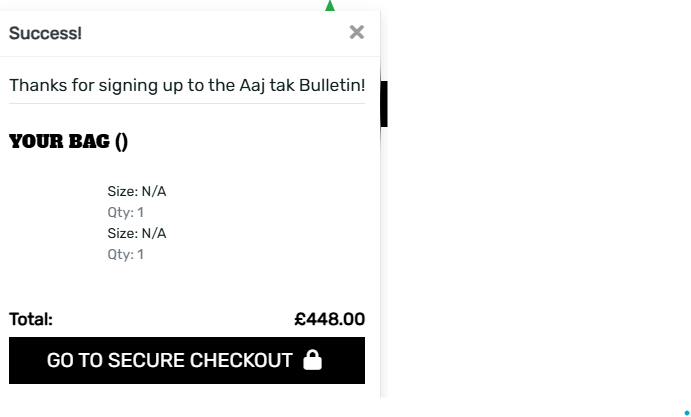 Success!
Thanks for signing up to the Aaj tak Bulletin!
YOUR BAG ()
Size: N/A
Qty: 1
Size: N/A
Qty: 1
Total: £448.00
GO TO SECURE CHECKOUT